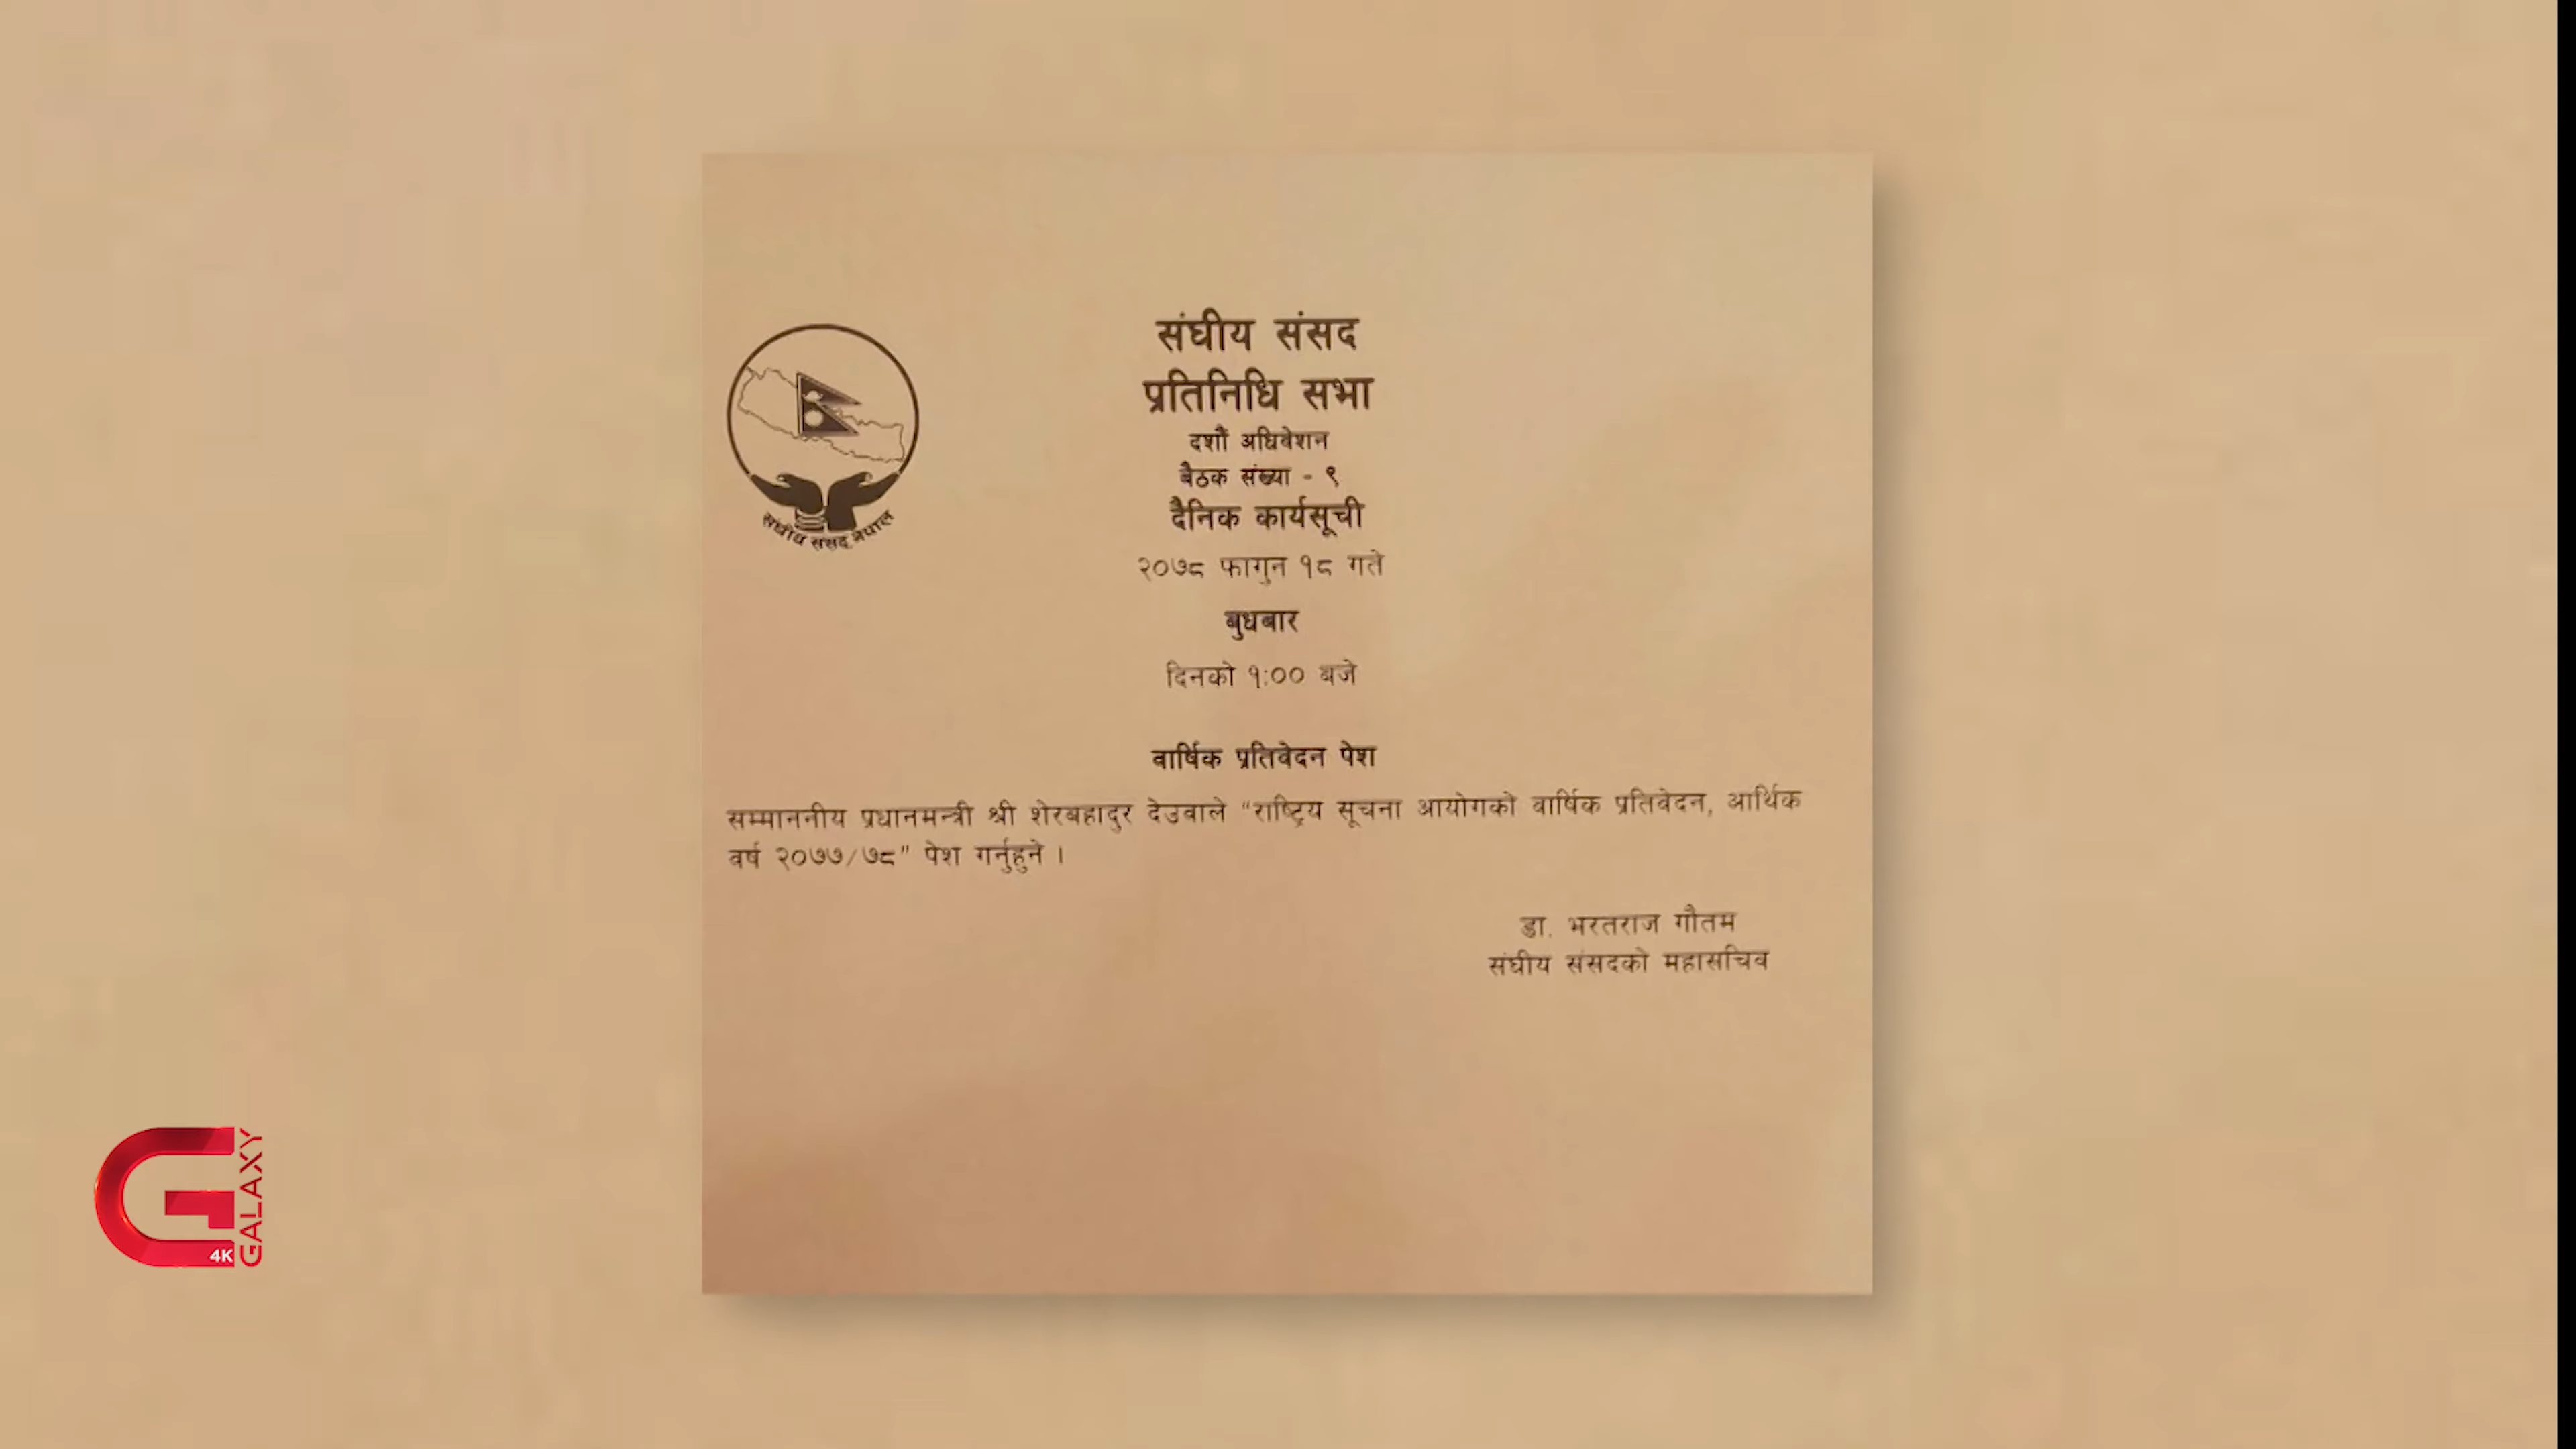 संघीय संसद
प्रतिनिधि सभा
दशौं अधिवेशन
बैठक संख्या - ९
दैनिक कार्यसूची
२०७८ फागुन १८ गते
बुधबार
दिनको १:०० बजे
वार्षिक प्रतिवेदन पेश
सम्माननीय प्रधानमन्त्री श्री शेरबहादुर देउवाले "राष्ट्रिय सूचना आयोगको वार्षिक प्रतिवेदन, आर्थिक
वर्ष २०७७/७८" पेश गर्नुहुने ।
डा. भरतराज गौतम
संघीय संसदको महासचिव
संघीय संसद नेपाल
4K
GALAXY